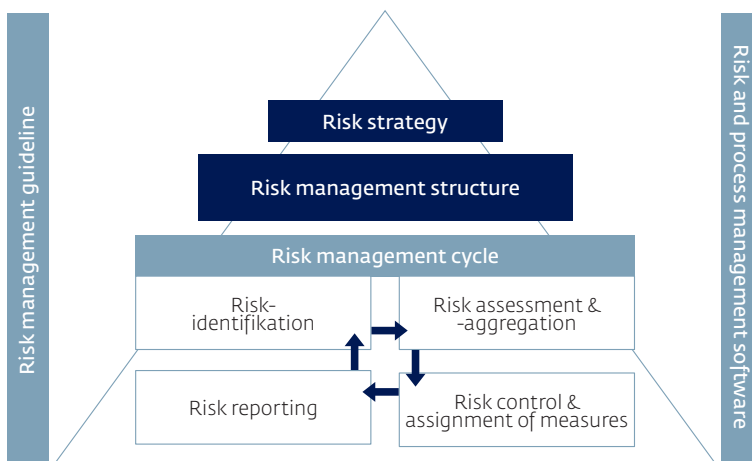 Risk management guideline
Risk strategy
Risk management structure
Risk management cycle
Risk-
identifikation
Risk assessment &
-aggregation
Risk reporting
Risk control &
assignment of measures
Risk and process management software